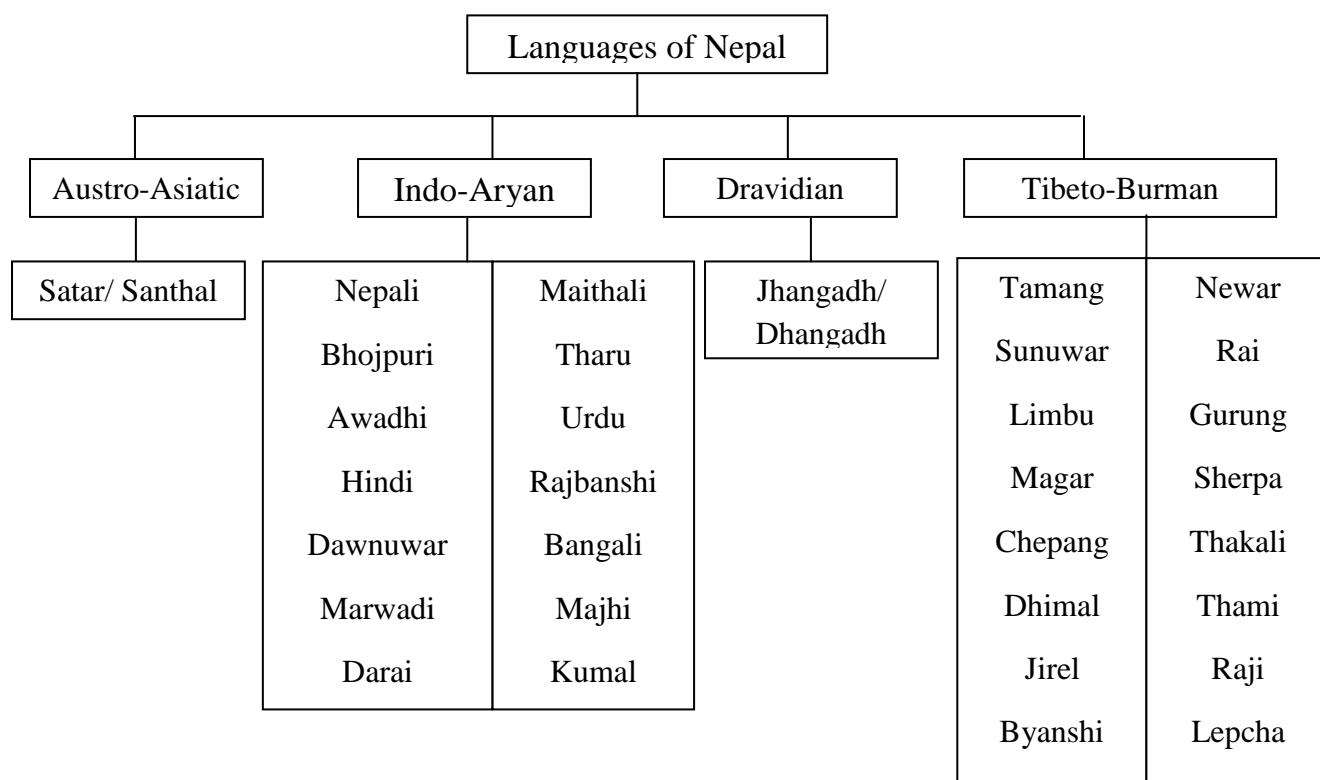 Languages of Nepal
Austro-Asiatic
Indo-Aryan
Dravidian
Tibeto-Burman
Satar/ Santhal
Nepali
Bhojpuri
Awadhi
Hindi
Dawnuwar
Marwadi
Darai
Maithali
Tharu
Urdu
Rajbanshi
Bangali
Majhi
Kumal
Jhangadh/
Dhangadh
Tamang
Sunuwar
Limbu
Magar
Chepang
Dhimal
Jirel
Byanshi
Newar
Rai
Gurung
Sherpa
Thakali
Thami
Raji
Lepcha